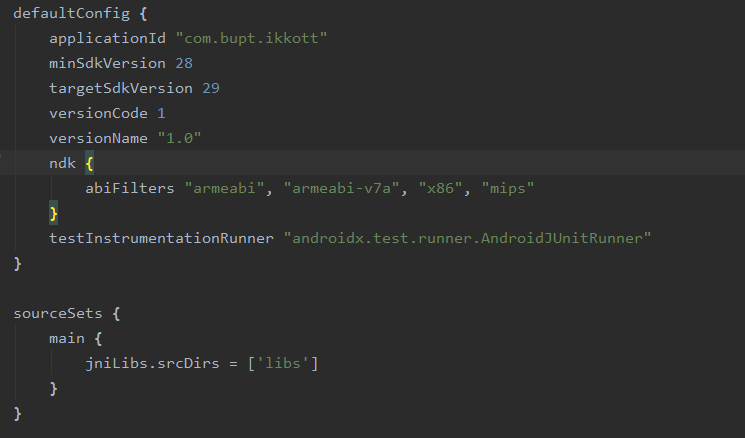 defaultConfig {
applicationId "com.bupt.ikkott"
minSdkVersion 28
targetSdkVersion 29
versionCode 1
versionName "1.0"
ndk {
abiFilters "armeabi", "armeabi-v7a", "x86", "mips"
}
testInstrumentationRunner "androidx.test.runner.AndroidJUnitRunner"
}
sourceSets {
main {
jniLibs.srcDirs = ['libs']
}
}